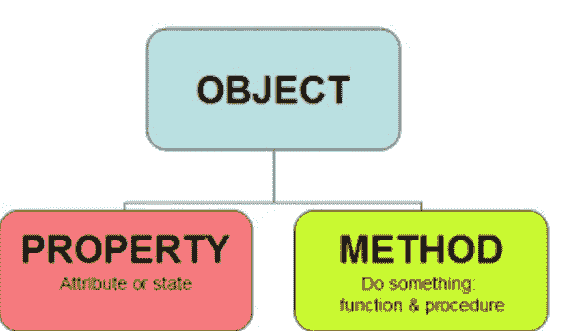 OBJECT
PROPERTY
Attribute or state
METHOD
Do something:
function & procedure